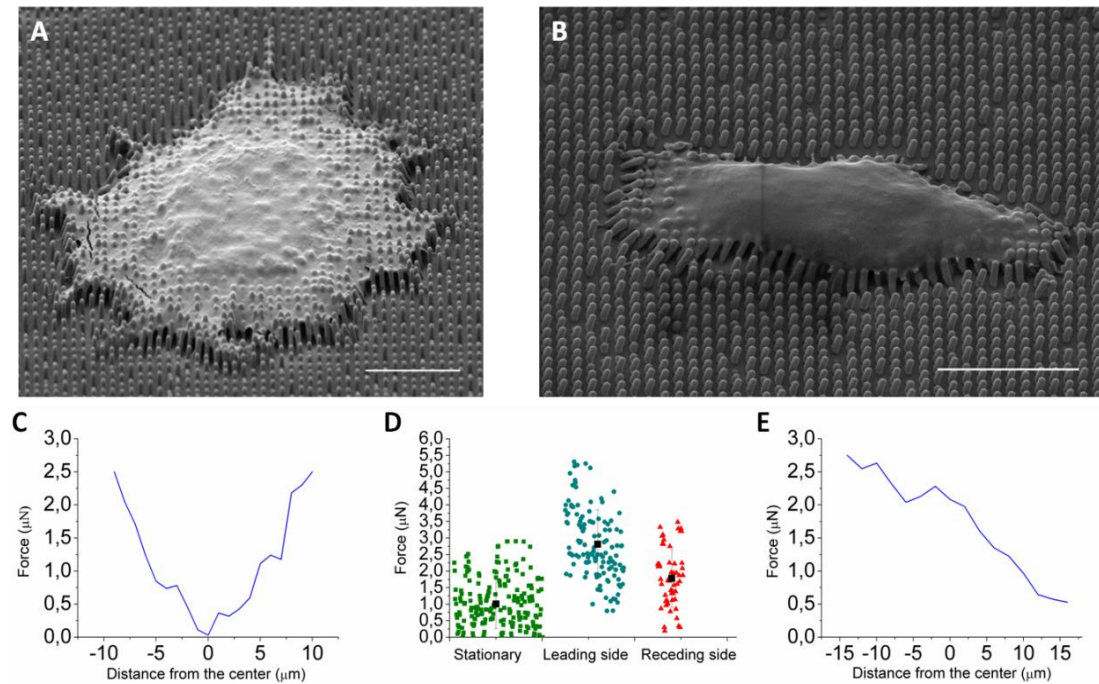 A
B
C
3,0
2,5
2,0
1,5
1,0
0,5
0,0
Force (μN)
-10 -5 0 5 10
Distance from the center (μm)
D
6,0
5,5
5,0
4,5
4,0
3,5
3,0
2,5
2,0
1,5
1,0
0,5
0,0
Force (μN)
Stationary Leading side Receding side
E
3,0
2,5
2,0
1,5
1,0
0,5
0,0
Force (μN)
-15 -10 -5 0 5 10 15
Distance from the center (μm)